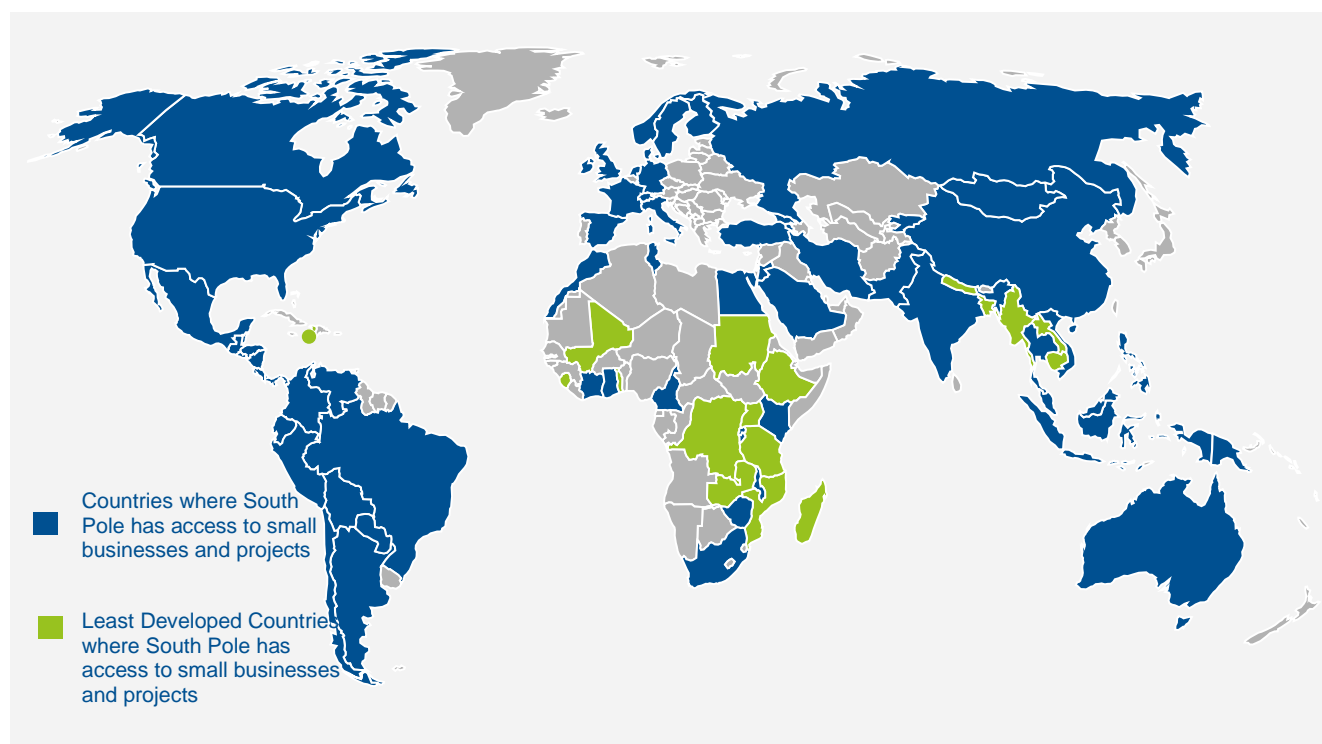 Countries where South
Pole has access to small
businesses and projects
Least Developed Countries
where South Pole has
access to small businesses
and projects